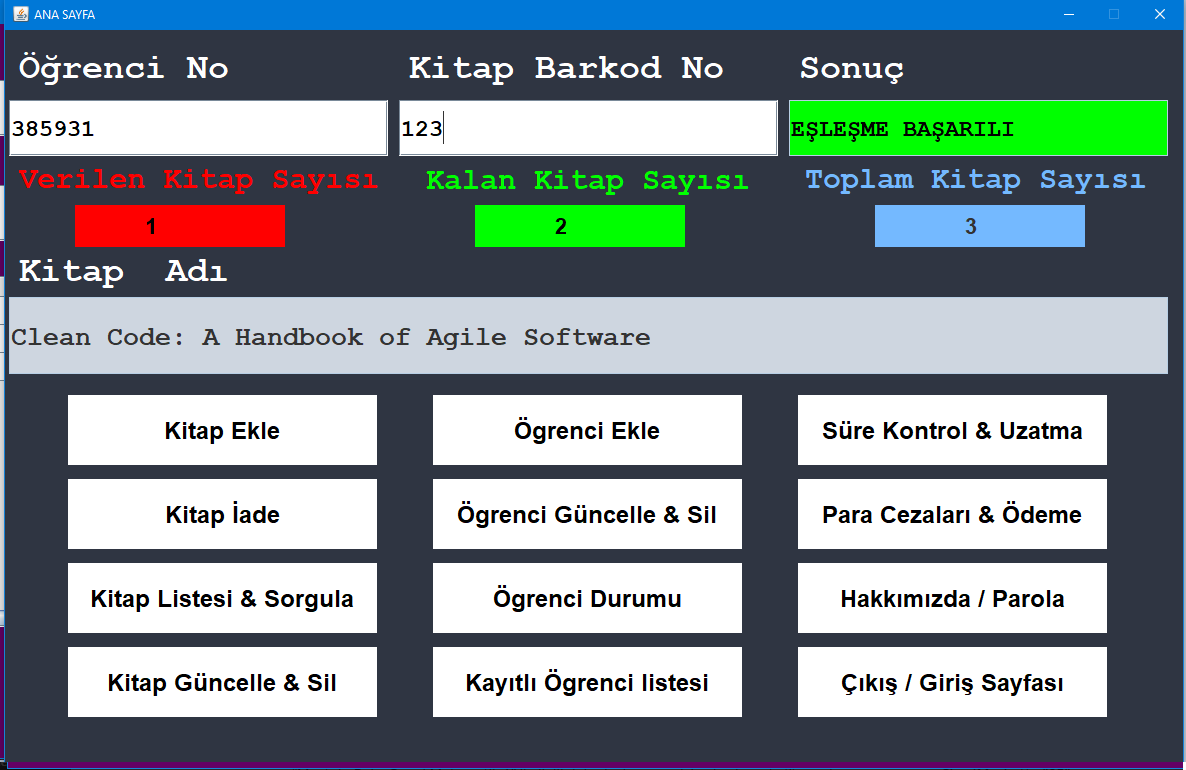 ANA SAYFA
Öğrenci No
Kitap Barkod No
Sonuç
385931
123
EŞLEŞME BAŞARILI
Verilen Kitap Sayısı
Kalan Kitap Sayısı
Toplam Kitap Sayısı
1
2
3
Kitap Adı
Clean Code: A Handbook of Agile Software
Kitap Ekle
Ögrenci Ekle
Süre Kontrol & Uzatma
Kitap İade
Ögrenci Güncelle & Sil
Para Cezaları & Ödeme
Kitap Listesi & Sorgula
Ögrenci Durumu
Hakkımızda / Parola
Kitap Güncelle & Sil
Kayıtlı Ögrenci listesi
Çıkış / Giriş Sayfası